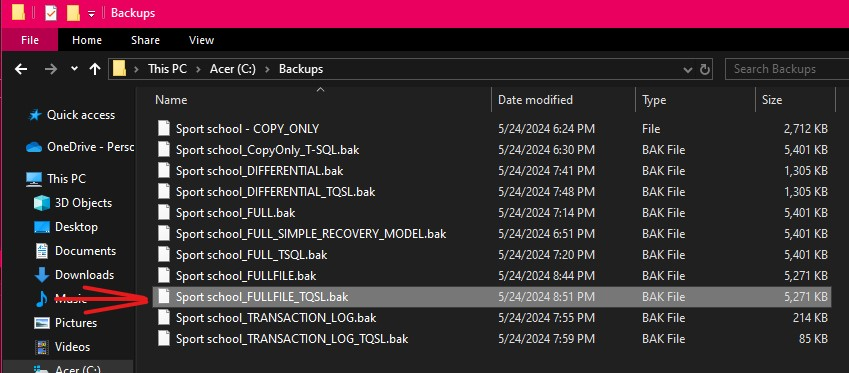 Backups
File Home Share View
This PC Acer (C:) Backups Search Backups
Name Date modified Type Size
Quick access
OneDrive - Perso
This PC
3D Objects
Desktop
Documents
Downloads
Music
Pictures
Videos
Acer (C:)
Sport school - COPY_ONLY 5/24/2024 6:24 PM File 2,712 KB
Sport school_CopyOnly_T-SQL.bak 5/24/2024 6:30 PM BAK File 5,401 KB
Sport school_DIFFERENTIAL.bak 5/24/2024 7:41 PM BAK File 1,305 KB
Sport school_DIFFERENTIAL_TQSL.bak 5/24/2024 7:48 PM BAK File 1,305 KB
Sport school_FULL.bak 5/24/2024 7:14 PM BAK File 5,401 KB
Sport school_FULL_SIMPLE_RECOVERY_MODEL.bak 5/24/2024 6:51 PM BAK File 5,401 KB
Sport school_FULL_TSQL.bak 5/24/2024 7:20 PM BAK File 5,401 KB
Sport school_FULLFILE.bak 5/24/2024 8:44 PM BAK File 5,271 KB
Sport school_FULLFILE_TQSL.bak 5/24/2024 8:51 PM BAK File 5,271 KB
Sport school_TRANSACTION_LOG.bak 5/24/2024 7:55 PM BAK File 214 KB
Sport school_TRANSACTION_LOG_TQSL.bak 5/24/2024 7:59 PM BAK File 85 KB